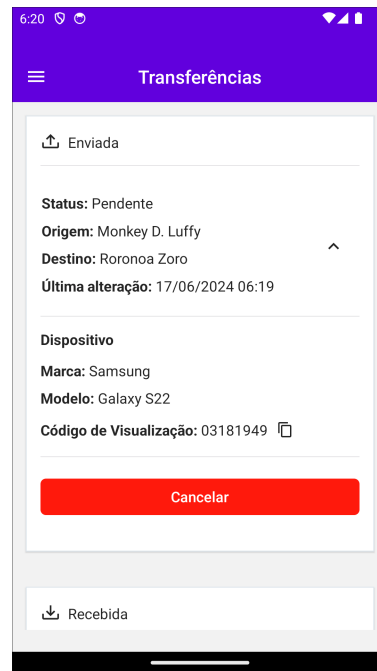 6:20
Transferências
Enviada
Status: Pendente
Origem: Monkey D. Luffy
Destino: Roronoa Zoro
Última alteração: 17/06/2024 06:19
Dispositivo
Marca: Samsung
Modelo: Galaxy S22
Código de Visualização: 03181949
Cancelar
Recebida